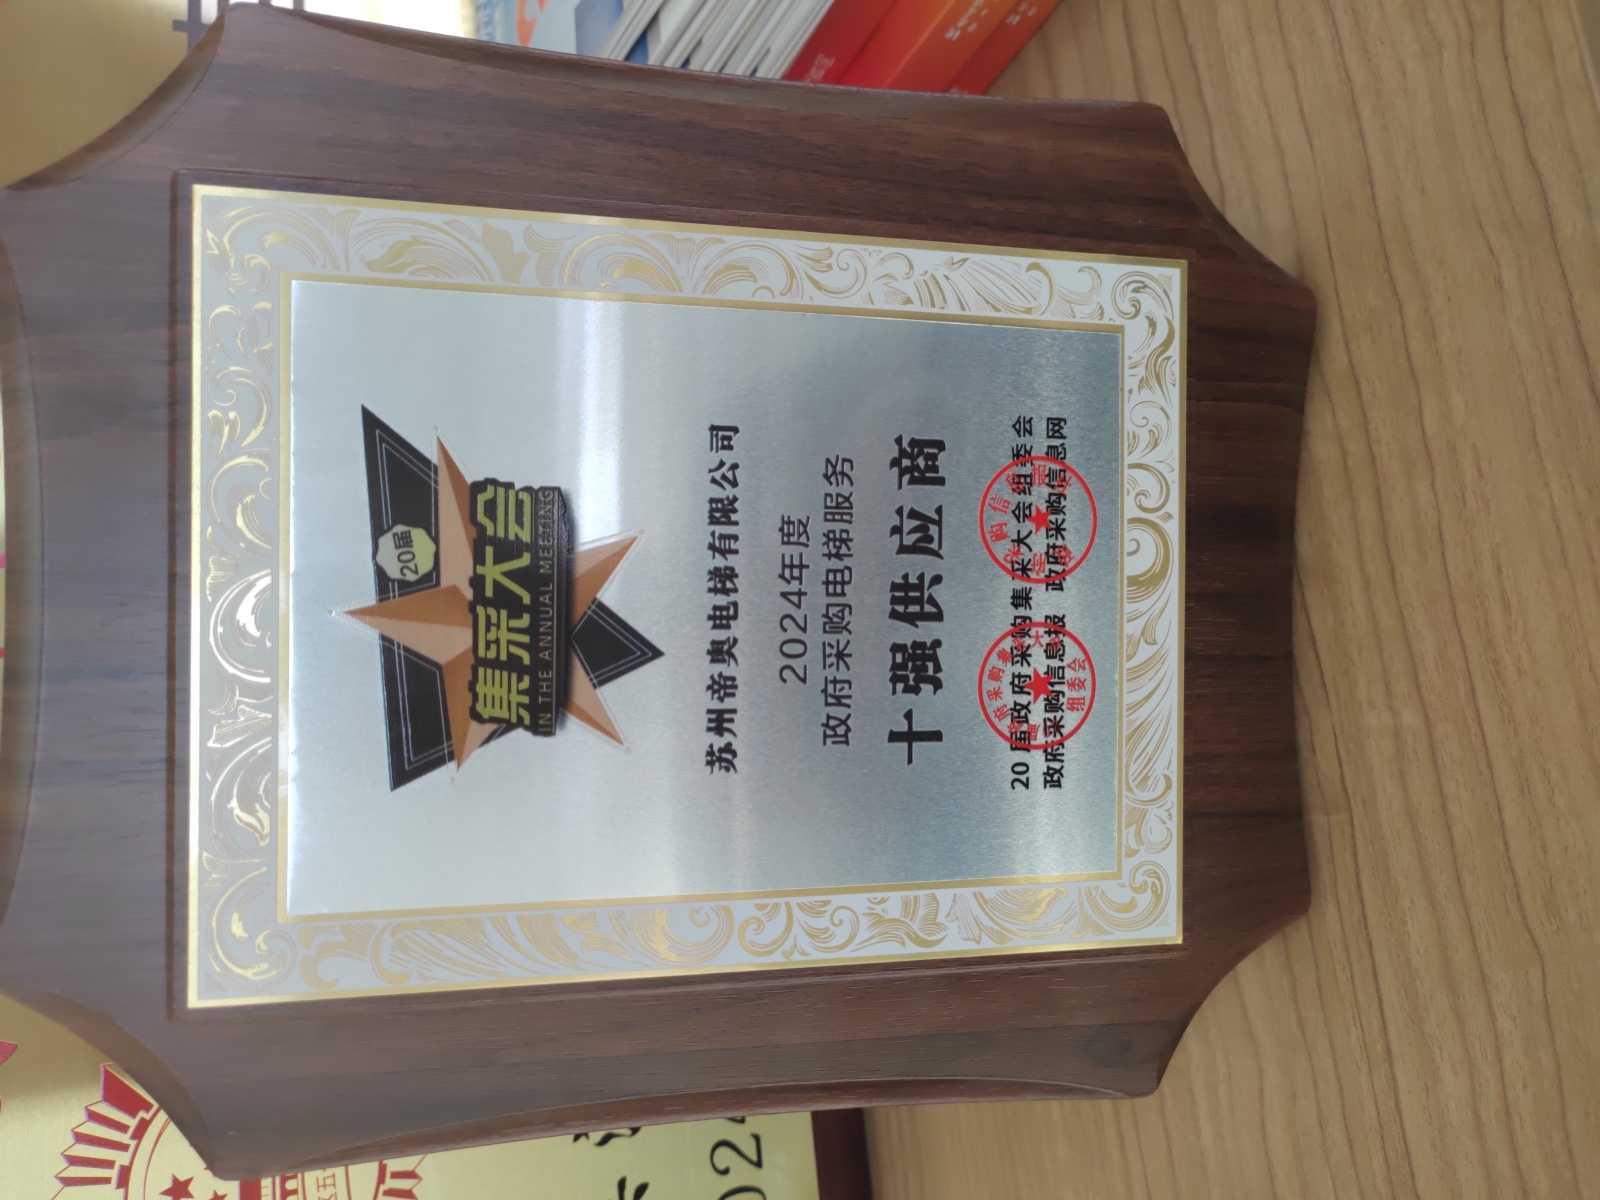 20届
集采大会
IN THE ANNUAL MEETING
苏州帝奥电梯有限公司
2024年度
政府采购电梯服务
十强供应商
20届政府采购集采大会组委会
政府采购信息报 政府采购信息网
组委会